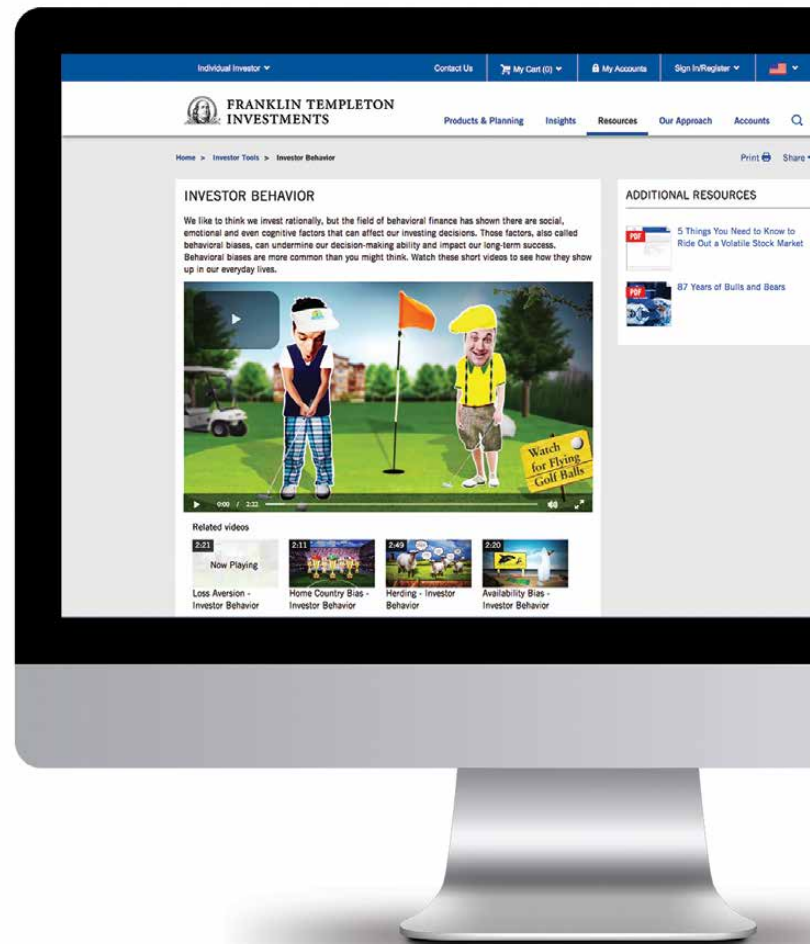 Individual Investor
Contact Us
My Cart (0)
My Accounts
Sign In/Register
FRANKLIN TEMPLETON
INVESTMENTS
Products & Planning
Insights
Resources
Our Approach
Accounts
Home > Investor Tools > Investor Behavior
Print
Share
INVESTOR BEHAVIOR
We like to think we invest rationally, but the field of behavioral finance has shown there are social,
emotional and even cognitive factors that can affect our investing decisions. Those factors, also called
behavioral biases, can undermine our decision-making ability and impact our long-term success.
Behavioral biases are more common than you might think. Watch these short videos to see how they show
up in our everyday lives.
Watch
for Flying
Golf Balls
0:00 / 2:22
Related videos
2:21
Now Playing
Loss Aversion -
Investor Behavior
2:11
Home Country Bias -
Investor Behavior
2:49
Herding - Investor
Behavior
2:20
Availability Bias -
Investor Behavior
ADDITIONAL RESOURCES
PDF
5 Things You Need to Know to
Ride Out a Volatile Stock Market
PDF
87 Years of Bulls and Bears